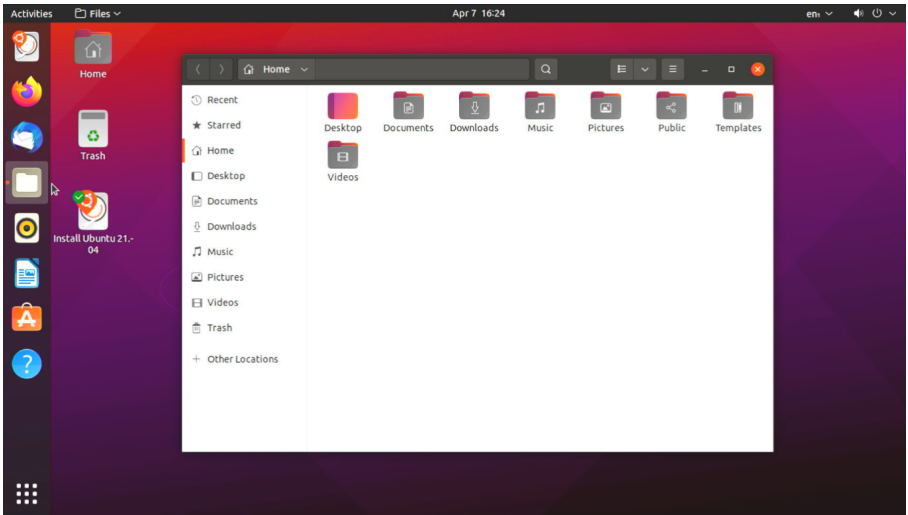 Activities
Files
Apr 7 16:24
en₁
Home
Trash
Install Ubuntu 21.-
04
Home
Recent
Starred
Home
Desktop
Documents
Downloads
Music
Pictures
Videos
Trash
Other Locations
Desktop Documents Downloads Music Pictures Public Templates
Videos